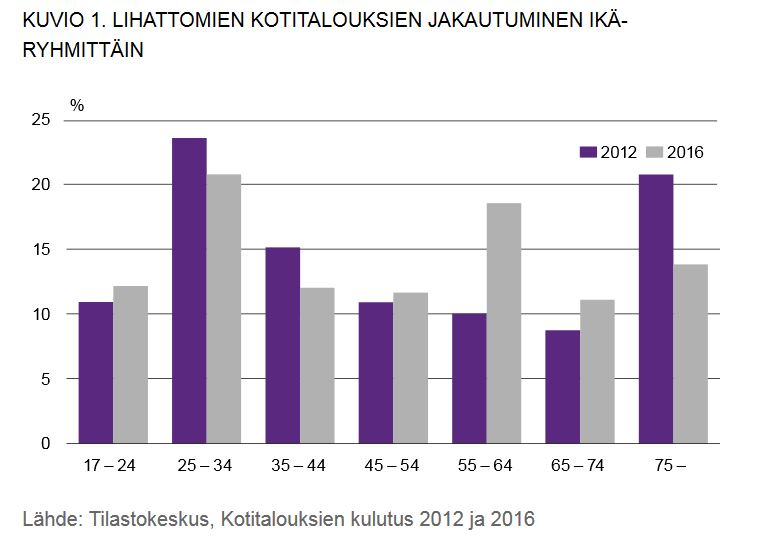 KUVIO 1. LIHATTOMIEN KOTITALOUKSIEN JAKAUTUMINEN IKÄ-
RYHMITTÄIN
%
25
2012 2016
20
15
10
5
0
17 – 24 25 – 34 35 – 44 45 – 54 55 – 64 65 – 74 75 –
Lähde: Tilastokeskus, Kotitalouksien kulutus 2012 ja 2016